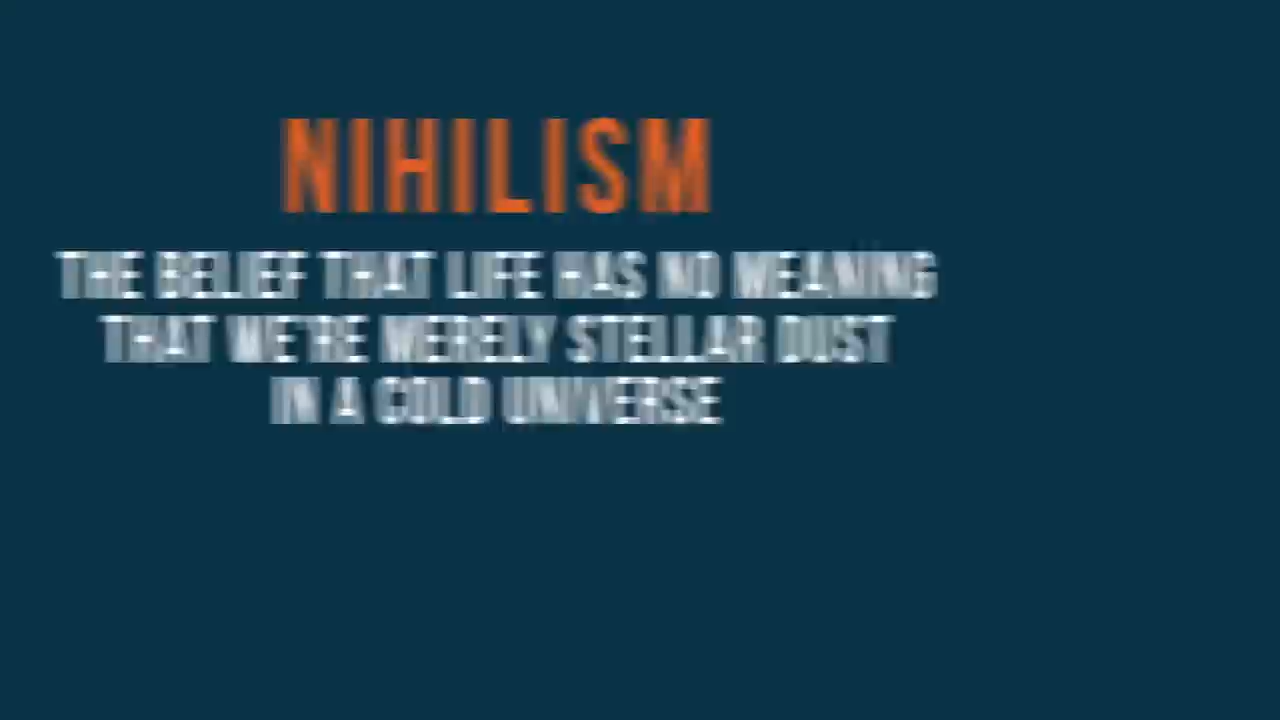 NIHILISM
THE BELIEF THAT LIFE HAS NO MEANING
THAT WE'RE MERELY STELLAR DUST
IN A COLD UNIVERSE